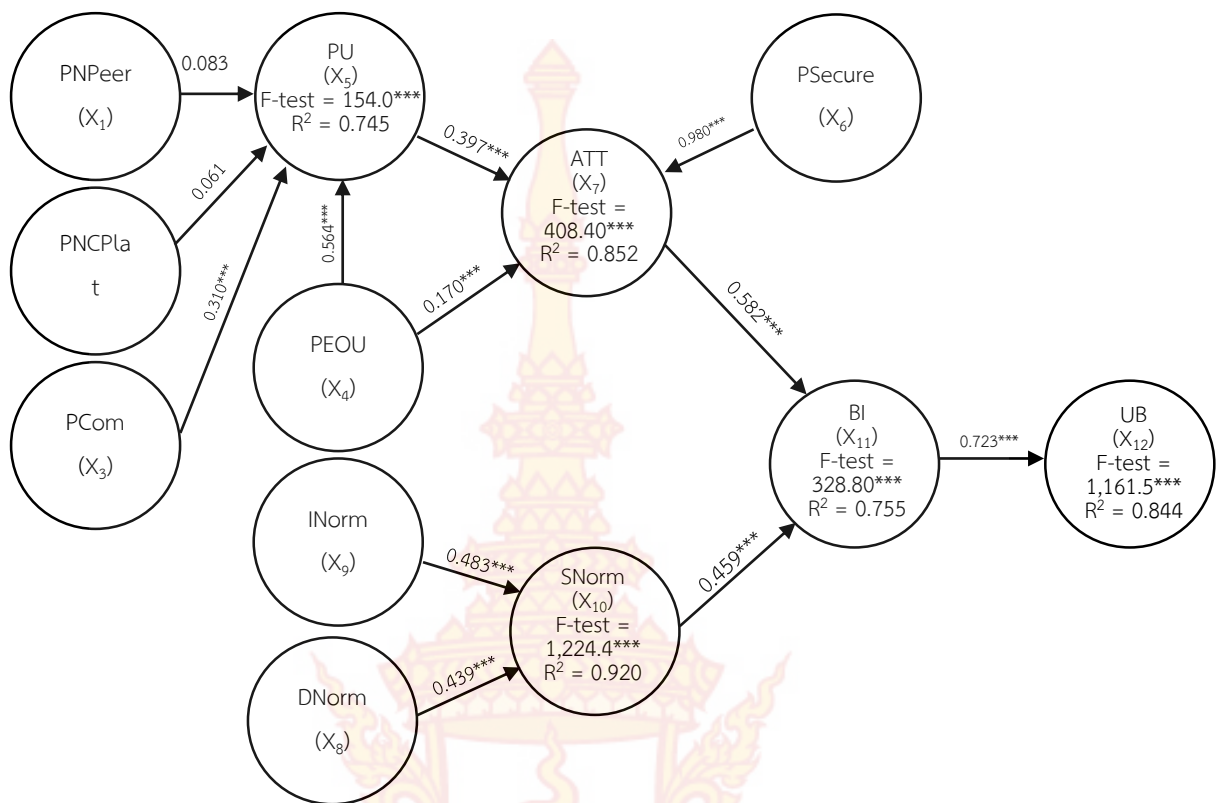 PNPeer
(X₁)
0.083
PU
(X₅)
F-test = 154.0***
R² = 0.745
PSecure
(X₆)
0.980***
0.397***
ATT
(X₇)
F-test =
408.40***
R² = 0.852
PNCPla
t
0.061
0.564***
0.310***
0.170***
PEOU
(X₄)
0.582***
PCom
(X₃)
BI
(X₁₁)
F-test =
328.80***
R² = 0.755
0.723***
UB
(X₁₂)
F-test =
1,161.5***
R² = 0.844
INorm
(X₉)
0.483***
0.459***
SNorm
(X₁₀)
F-test =
1,224.4***
R² = 0.920
0.439***
DNorm
(X₈)